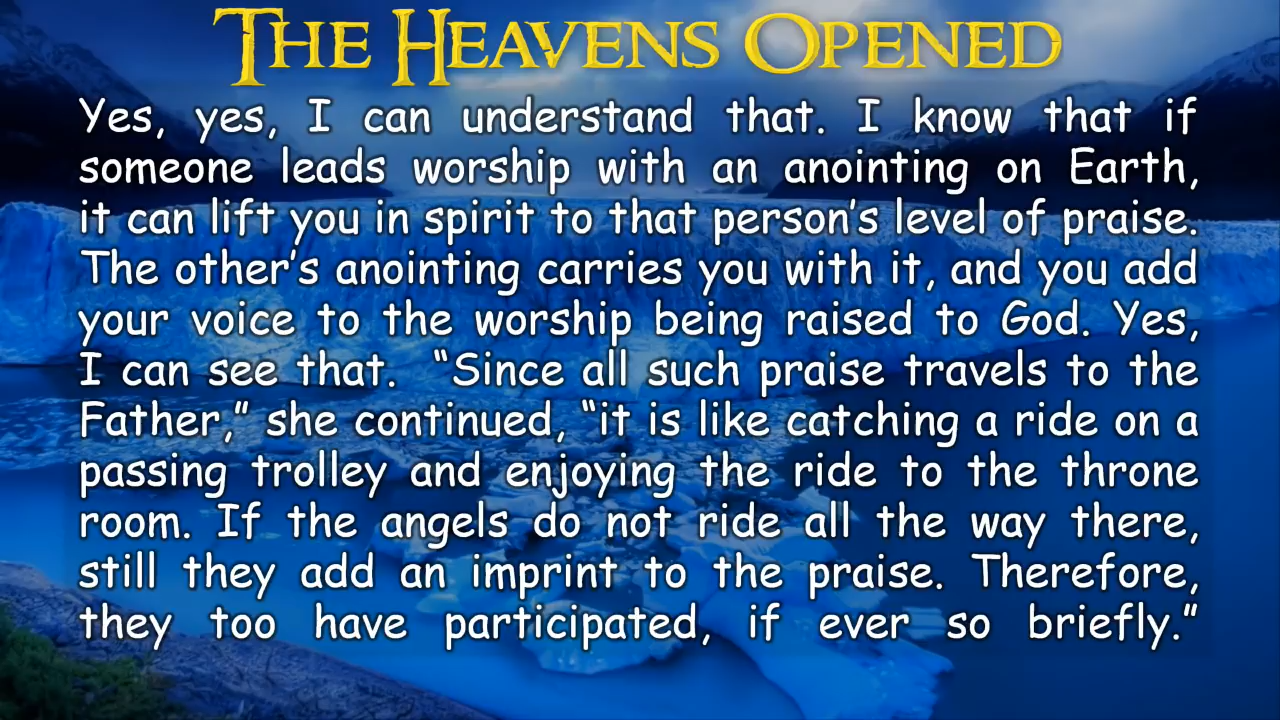 THE HEAVENS OPENED
Yes, yes, I can understand that. I know that if
someone leads worship with an anointing on Earth,
it can lift you in spirit to that person’s level of praise.
The other’s anointing carries you with it, and you add
your voice to the worship being raised to God. Yes,
I can see that. “Since all such praise travels to the
Father,” she continued, “it is like catching a ride on a
passing trolley and enjoying the ride to the throne
room. If the angels do not ride all the way there,
still they add an imprint to the praise. Therefore,
they too have participated, if ever so briefly.”